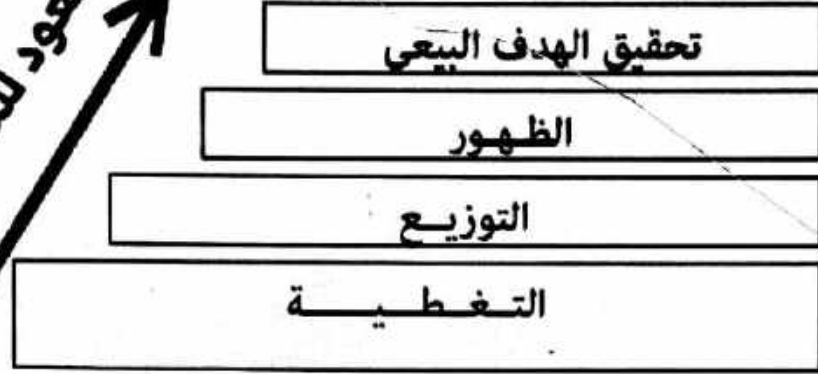 تحقيق الهدف البيعي
الظهور
التوزيع
التغطية